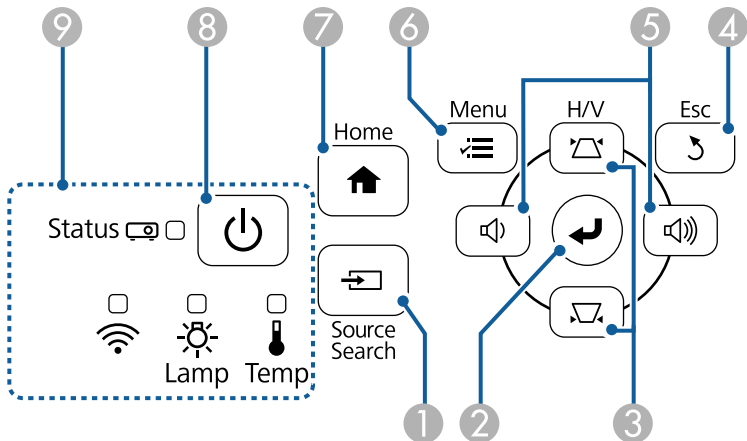 9 8 7 6 5 4
Menu H/V Esc
Home
Status
Source
Search
Lamp Temp
1 2 3